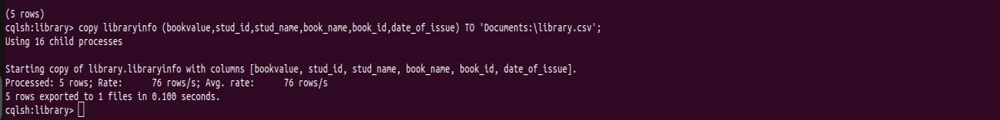 (5 rows)
cqlsh:library> copy libraryinfo (bookvalue,stud_id,stud_name,book_name,book_id,date_of_issue) TO 'Documents:\library.csv';
Using 16 child processes
Starting copy of library.libraryinfo with columns [bookvalue, stud_id, stud_name, book_name, book_id, date_of_issue].
Processed: 5 rows; Rate:      76 rows/s; Avg. rate:      76 rows/s
5 rows exported to 1 files in 0.100 seconds.
cqlsh:library>